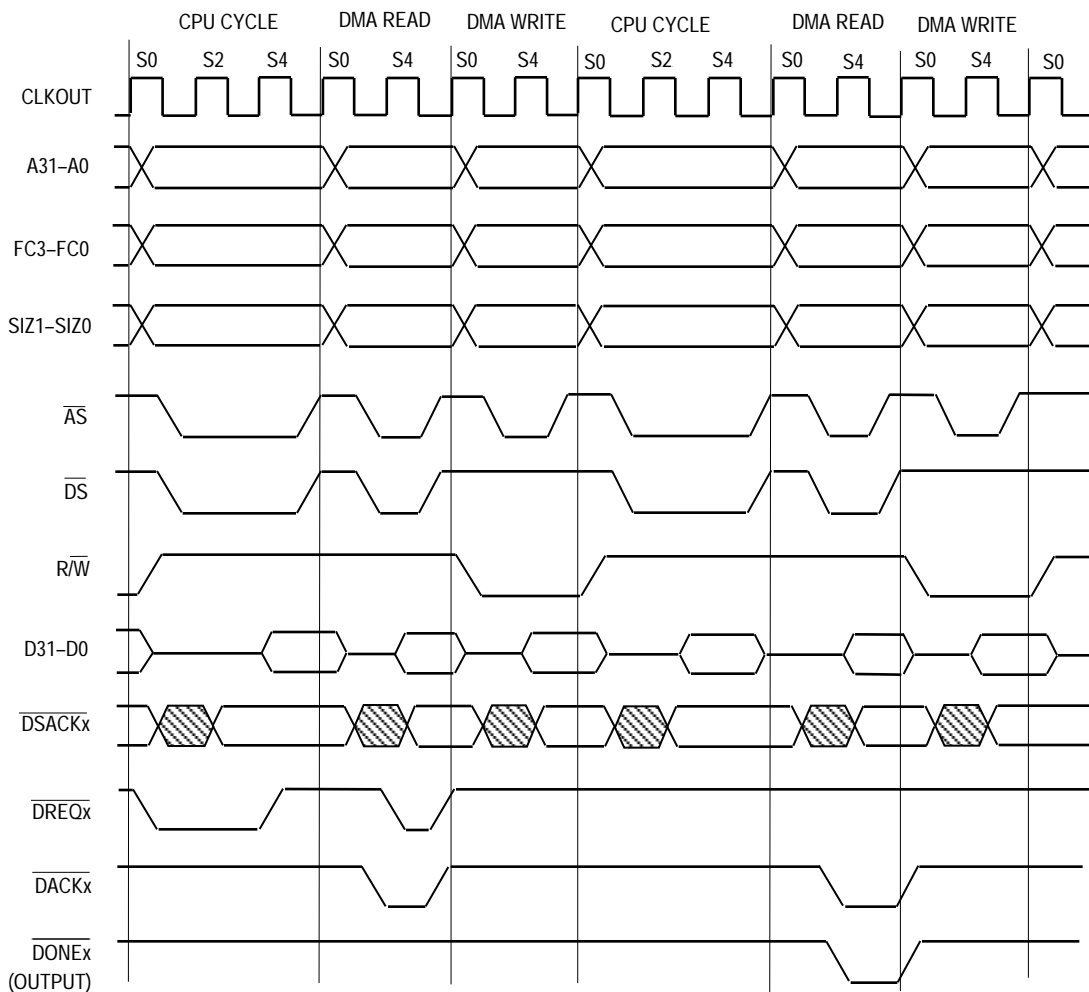 CPU CYCLE DMA READ DMA WRITE CPU CYCLE DMA READ DMA WRITE
S0 S2 S4 S0 S4 S0 S4 S0 S2 S4 S0 S4 S0 S4 S0
CLKOUT
A31–A0
FC3–FC0
SIZ1–SIZ0
AS
DS
R/W
D31–D0
DSACKx
DREQx
DACKx
DONEx
(OUTPUT)